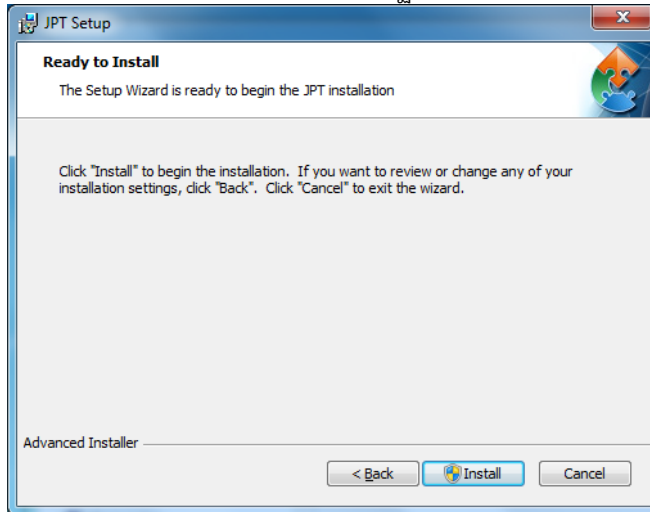 JPT Setup
Ready to Install
The Setup Wizard is ready to begin the JPT installation
Click "Install" to begin the installation. If you want to review or change any of your
installation settings, click "Back". Click "Cancel" to exit the wizard.
Advanced Installer
< Back Install Cancel